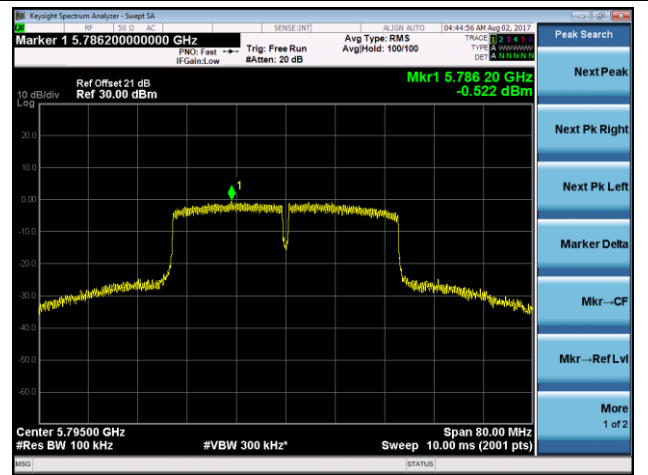 Keysight Spectrum Analyzer - Swept SA
RF 50 Ω AC SENSE:INT ALIGN AUTO 04:44:56 AM Aug 02, 2017
Marker 1 5.786200000000 GHz
PNO: Fast
IFGain:Low
Trig: Free Run
#Atten: 20 dB
Avg Type: RMS
Avg|Hold: 100/100
TRACE 1 2 3 4 5 6
TYPE A WWWWW
DET A N N N N N
Ref Offset 21 dB
Ref 30.00 dBm
10 dB/div
Log
Mkr1 5.786 20 GHz
-0.522 dBm
20.0
10.0
0.00
-10.0
-20.0
-30.0
-40.0
-50.0
-60.0
1
Center 5.79500 GHz
#Res BW 100 kHz
#VBW 300 kHz*
Span 80.00 MHz
Sweep 10.00 ms (2001 pts)
MSG
STATUS
Peak Search
Next Peak
Next Pk Right
Next Pk Left
Marker Delta
Mkr→CF
Mkr→RefLvl
More
1 of 2